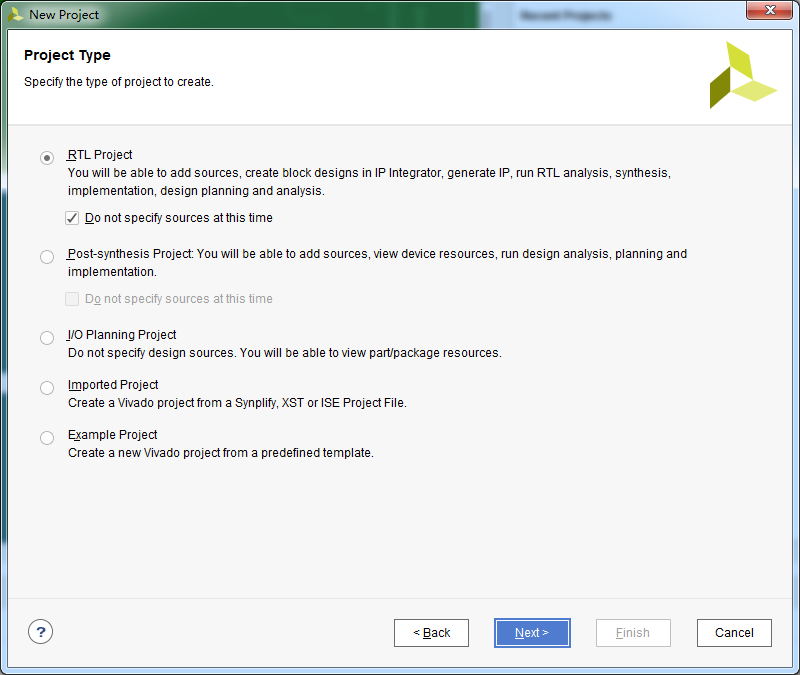 New Project
Recent Projects
Project Type
Specify the type of project to create.
RTL Project
You will be able to add sources, create block designs in IP Integrator, generate IP, run RTL analysis, synthesis,
implementation, design planning and analysis.
Do not specify sources at this time
Post-synthesis Project: You will be able to add sources, view device resources, run design analysis, planning and
implementation.
Do not specify sources at this time
I/O Planning Project
Do not specify design sources. You will be able to view part/package resources.
Imported Project
Create a Vivado project from a Synplify, XST or ISE Project File.
Example Project
Create a new Vivado project from a predefined template.
?
< Back
Next >
Finish
Cancel